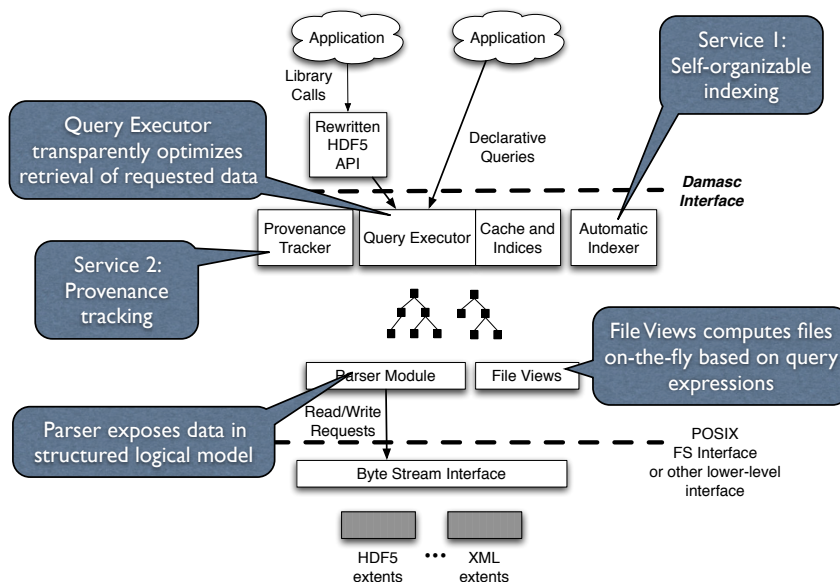 Application
Application
Service 1:
Self-organizable
indexing
Library
Calls
Query Executor
transparently optimizes
retrieval of requested data
Rewritten
HDF5
API
Declarative
Queries
Damasc
Interface
Provenance
Tracker
Query Executor
Cache and
Indices
Automatic
Indexer
Service 2:
Provenance
tracking
File Views computes files
on-the-fly based on query
expressions
Parser Module
File Views
Parser exposes data in
structured logical model
Read/Write
Requests
POSIX
FS Interface
or other lower-level
interface
Byte Stream Interface
HDF5
extents
•••
XML
extents